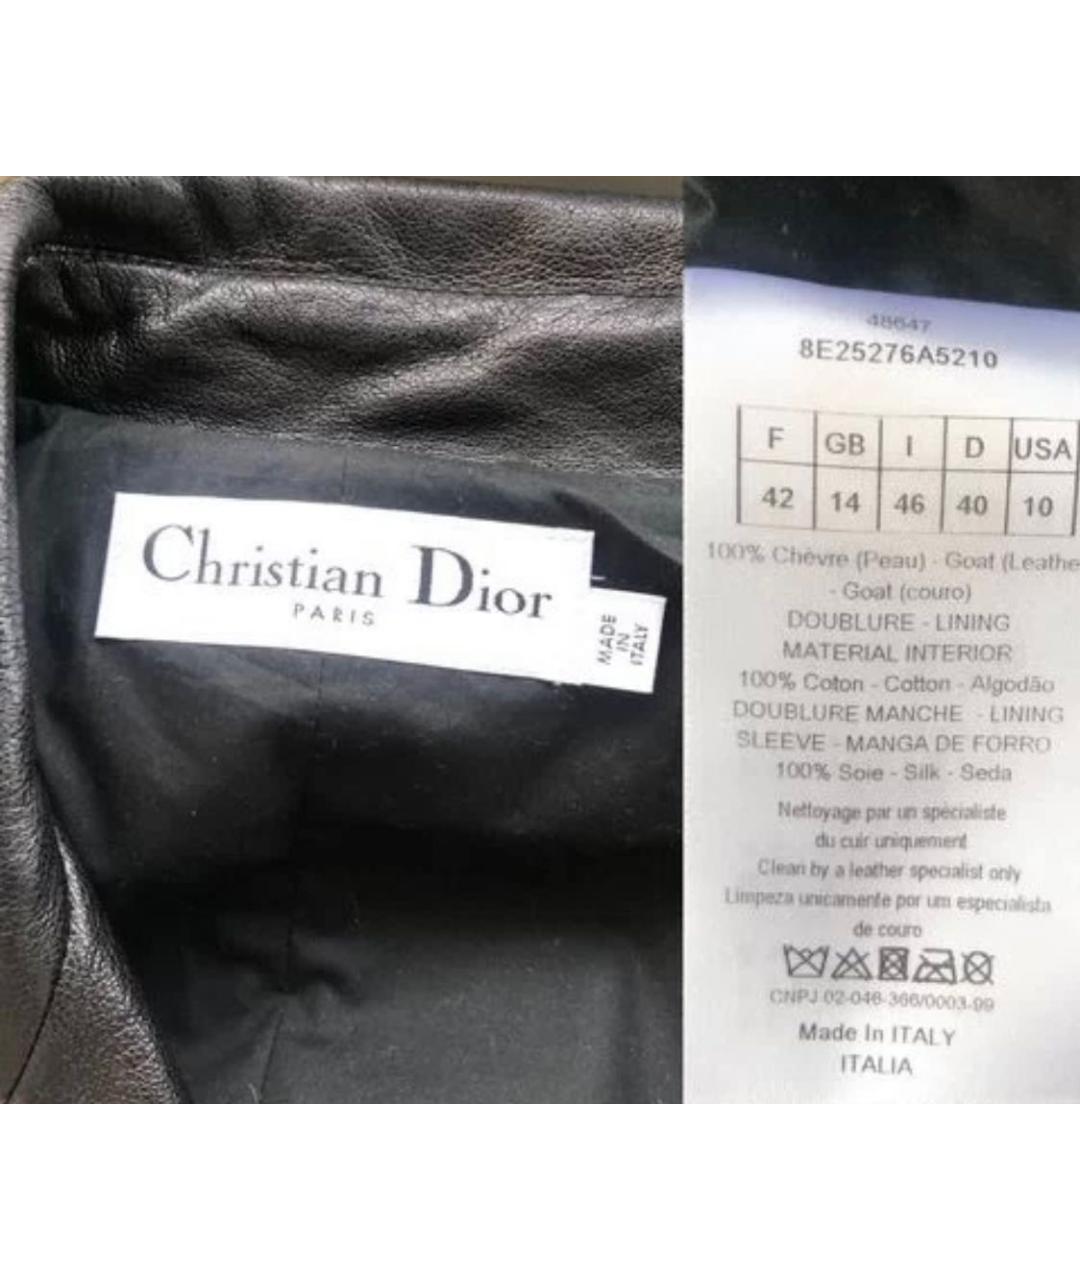 Christian Dior
PARIS
MADE
IN
ITALY
48647
8E25276A5210
F GB I D USA
42 14 46 40 10
100% Chèvre (Peau) - Goat (Leathe
- Goat (couro)
DOUBLURE - LINING
MATERIAL INTERIOR
100% Coton - Cotton - Algodão
DOUBLURE MANCHE - LINING
SLEEVE - MANGA DE FORRO
100% Soie - Silk - Seda
Nettoyage par un spécialiste
du cuir uniquement
Clean by a leather specialist only
Limpeza unicamente por um especialista
de couro
CNPJ 02-046-366/0003-99
Made In ITALY
ITALIA